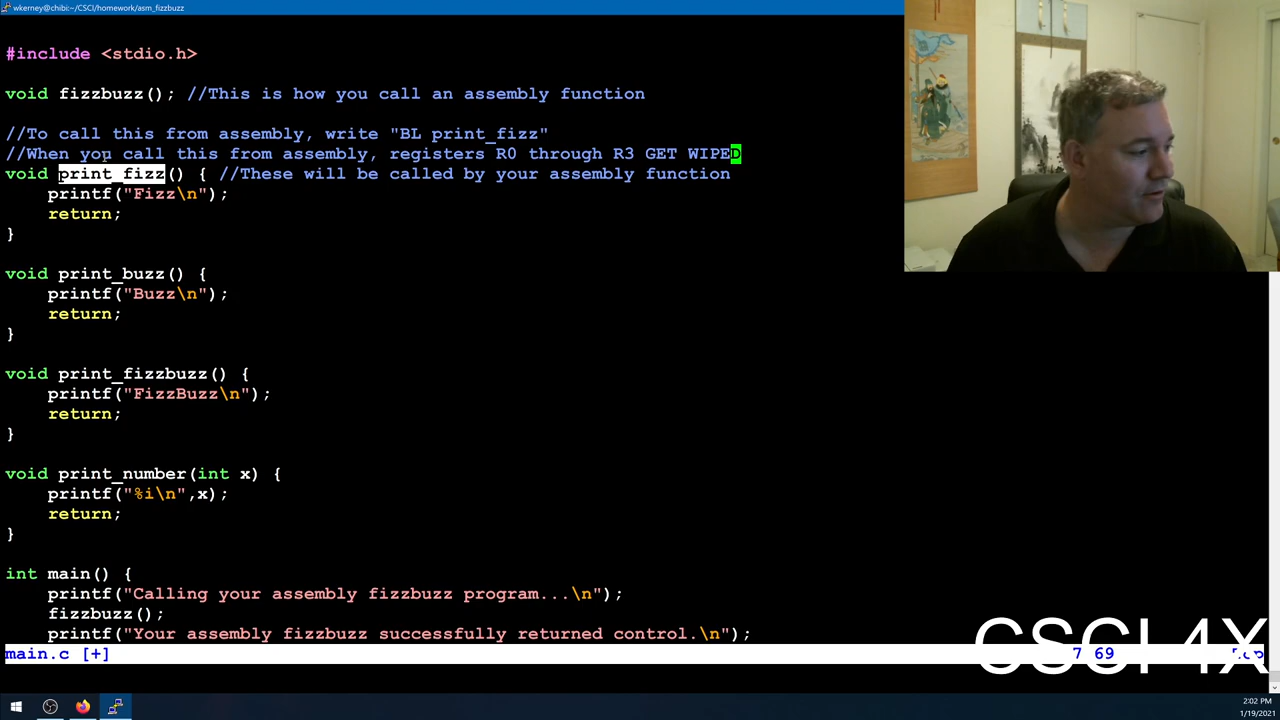 wkerney@chibi:~/CSCI/homework/asm_fizzbuzz
#include <stdio.h>
void fizzbuzz(); //This is how you call an assembly function
//To call this from assembly, write "BL print_fizz"
//When you call this from assembly, registers R0 through R3 GET WIPED
void print_fizz() { //These will be called by your assembly function
printf("Fizz\n");
return;
}
void print_buzz() {
printf("Buzz\n");
return;
}
void print_fizzbuzz() {
printf("FizzBuzz\n");
return;
}
void print_number(int x) {
printf("%i\n",x);
return;
}
int main() {
printf("Calling your assembly fizzbuzz program...\n");
fizzbuzz();
printf("Your assembly fizzbuzz successfully returned control.\n");
main.c [+] 7 69
CSCI 4X
2:02 PM
1/19/2021